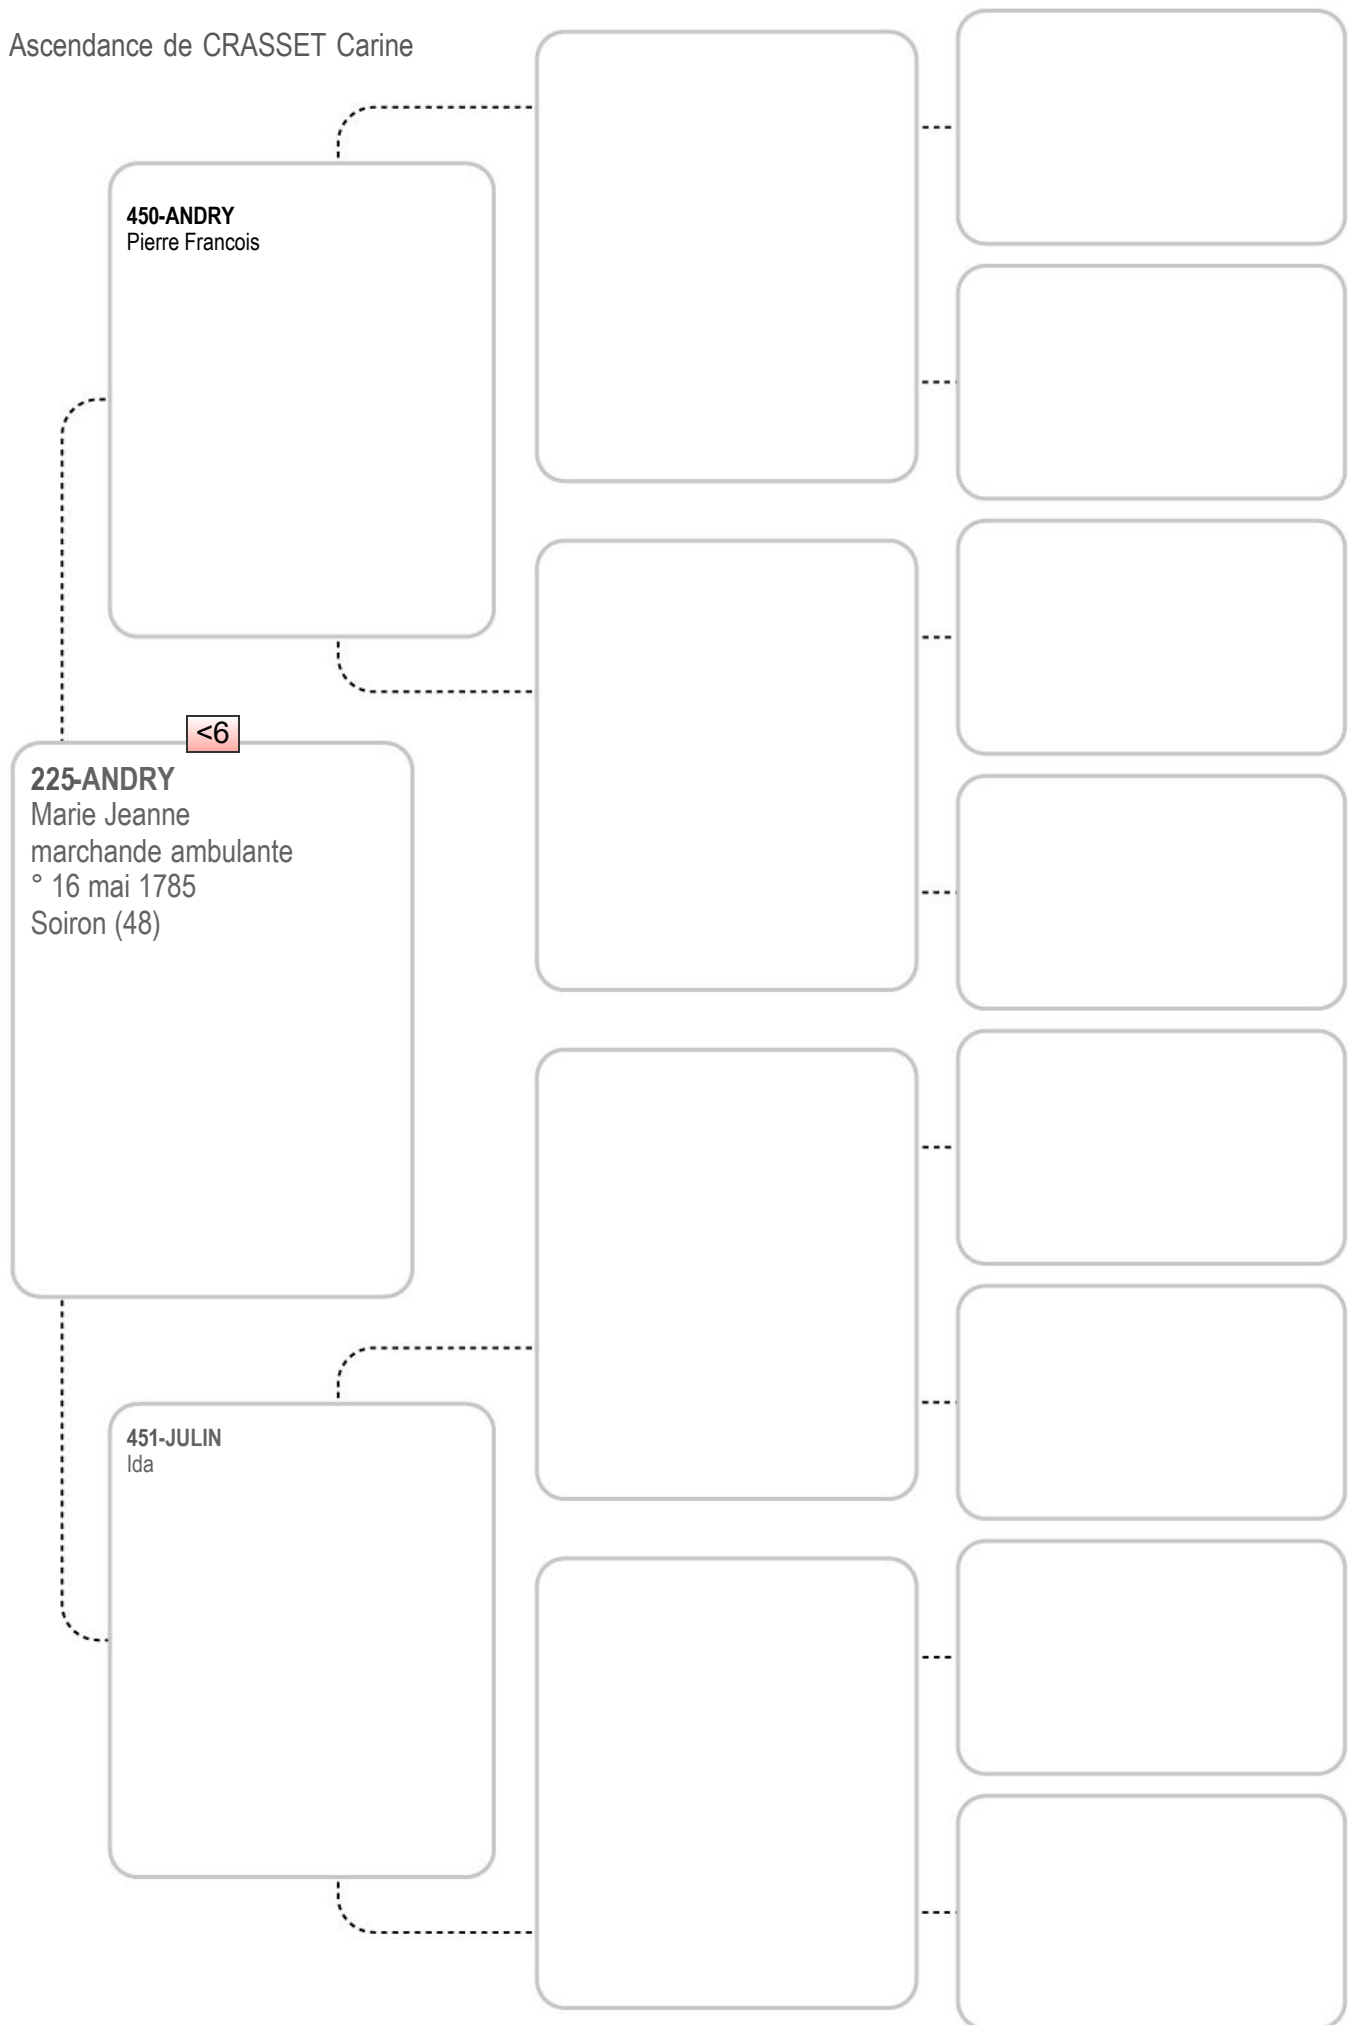 Ascendance de CRASSET Carine
450-ANDRY
Pierre Francois
<6
225-ANDRY
Marie Jeanne
marchande ambulante
° 16 mai 1785
Soiron (48)
451-JULIN
Ida